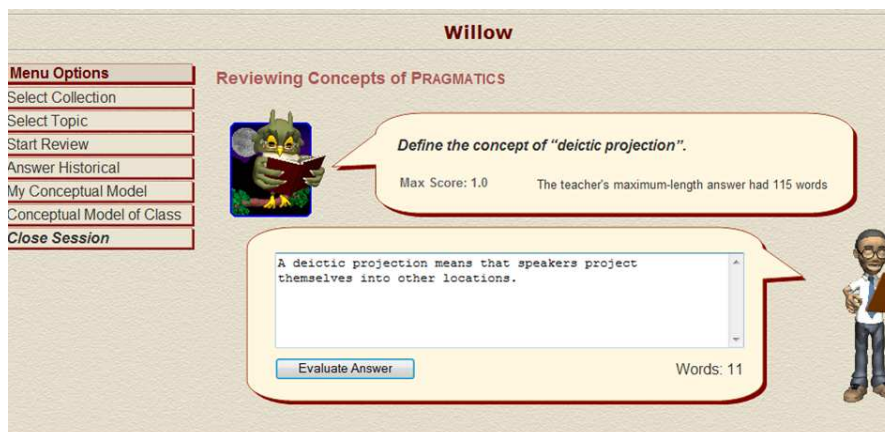 Willow
Menu Options
Select Collection
Select Topic
Start Review
Answer Historical
My Conceptual Model
Conceptual Model of Class
Close Session
Reviewing Concepts of PRAGMATICS
Define the concept of “deictic projection”.
Max Score: 1.0 The teacher's maximum-length answer had 115 words
A deictic projection means that speakers project
themselves into other locations.
Evaluate Answer Words: 11